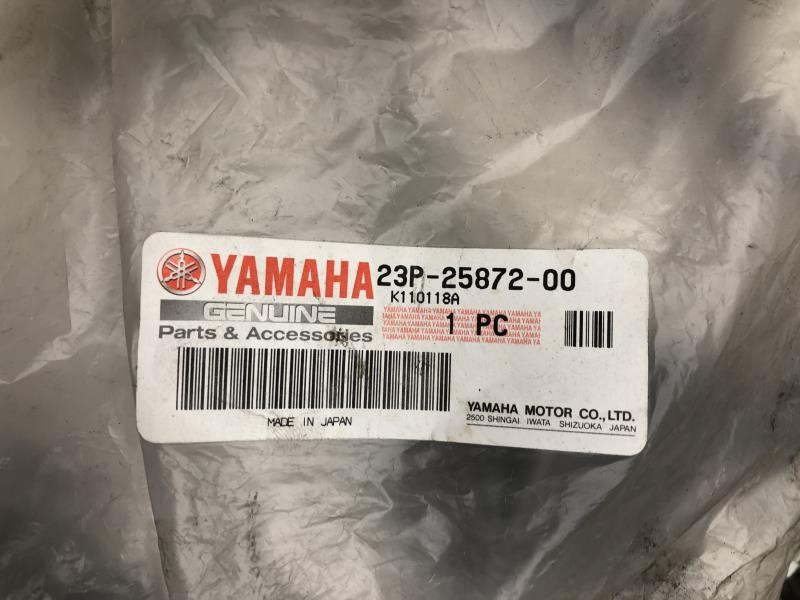 YAMAHA 23P-25872-00
GENUINE K110118A
Parts & Accessories 1 PC
MADE IN JAPAN
YAMAHA MOTOR CO., LTD.
2500 SHINGAI IWATA SHIZUOKA JAPAN